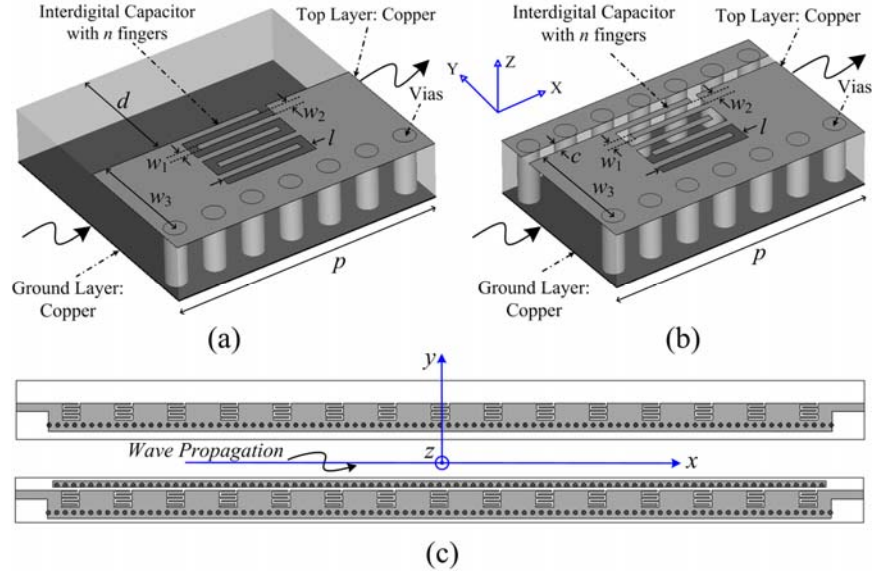 Interdigital Capacitor
with n fingers
Top Layer: Copper
Vias
d
w1
w2
l
w3
p
Ground Layer:
Copper
(a)
Interdigital Capacitor
with n fingers
Top Layer: Copper
Vias
Y
Z
X
c
w1
w2
l
w3
p
Ground Layer:
Copper
(b)
y
Wave Propagation
z
x
(c)